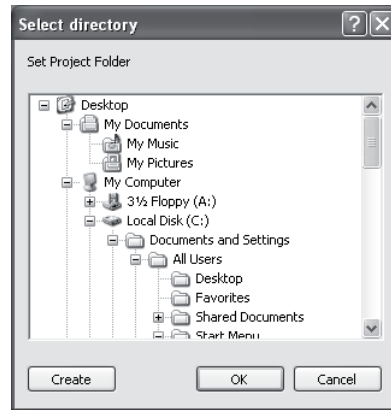 Select directory
Set Project Folder
Desktop
My Documents
My Music
My Pictures
My Computer
3½ Floppy (A:)
Local Disk (C:)
Documents and Settings
All Users
Desktop
Favorites
Shared Documents
Start Menu
Create
OK
Cancel